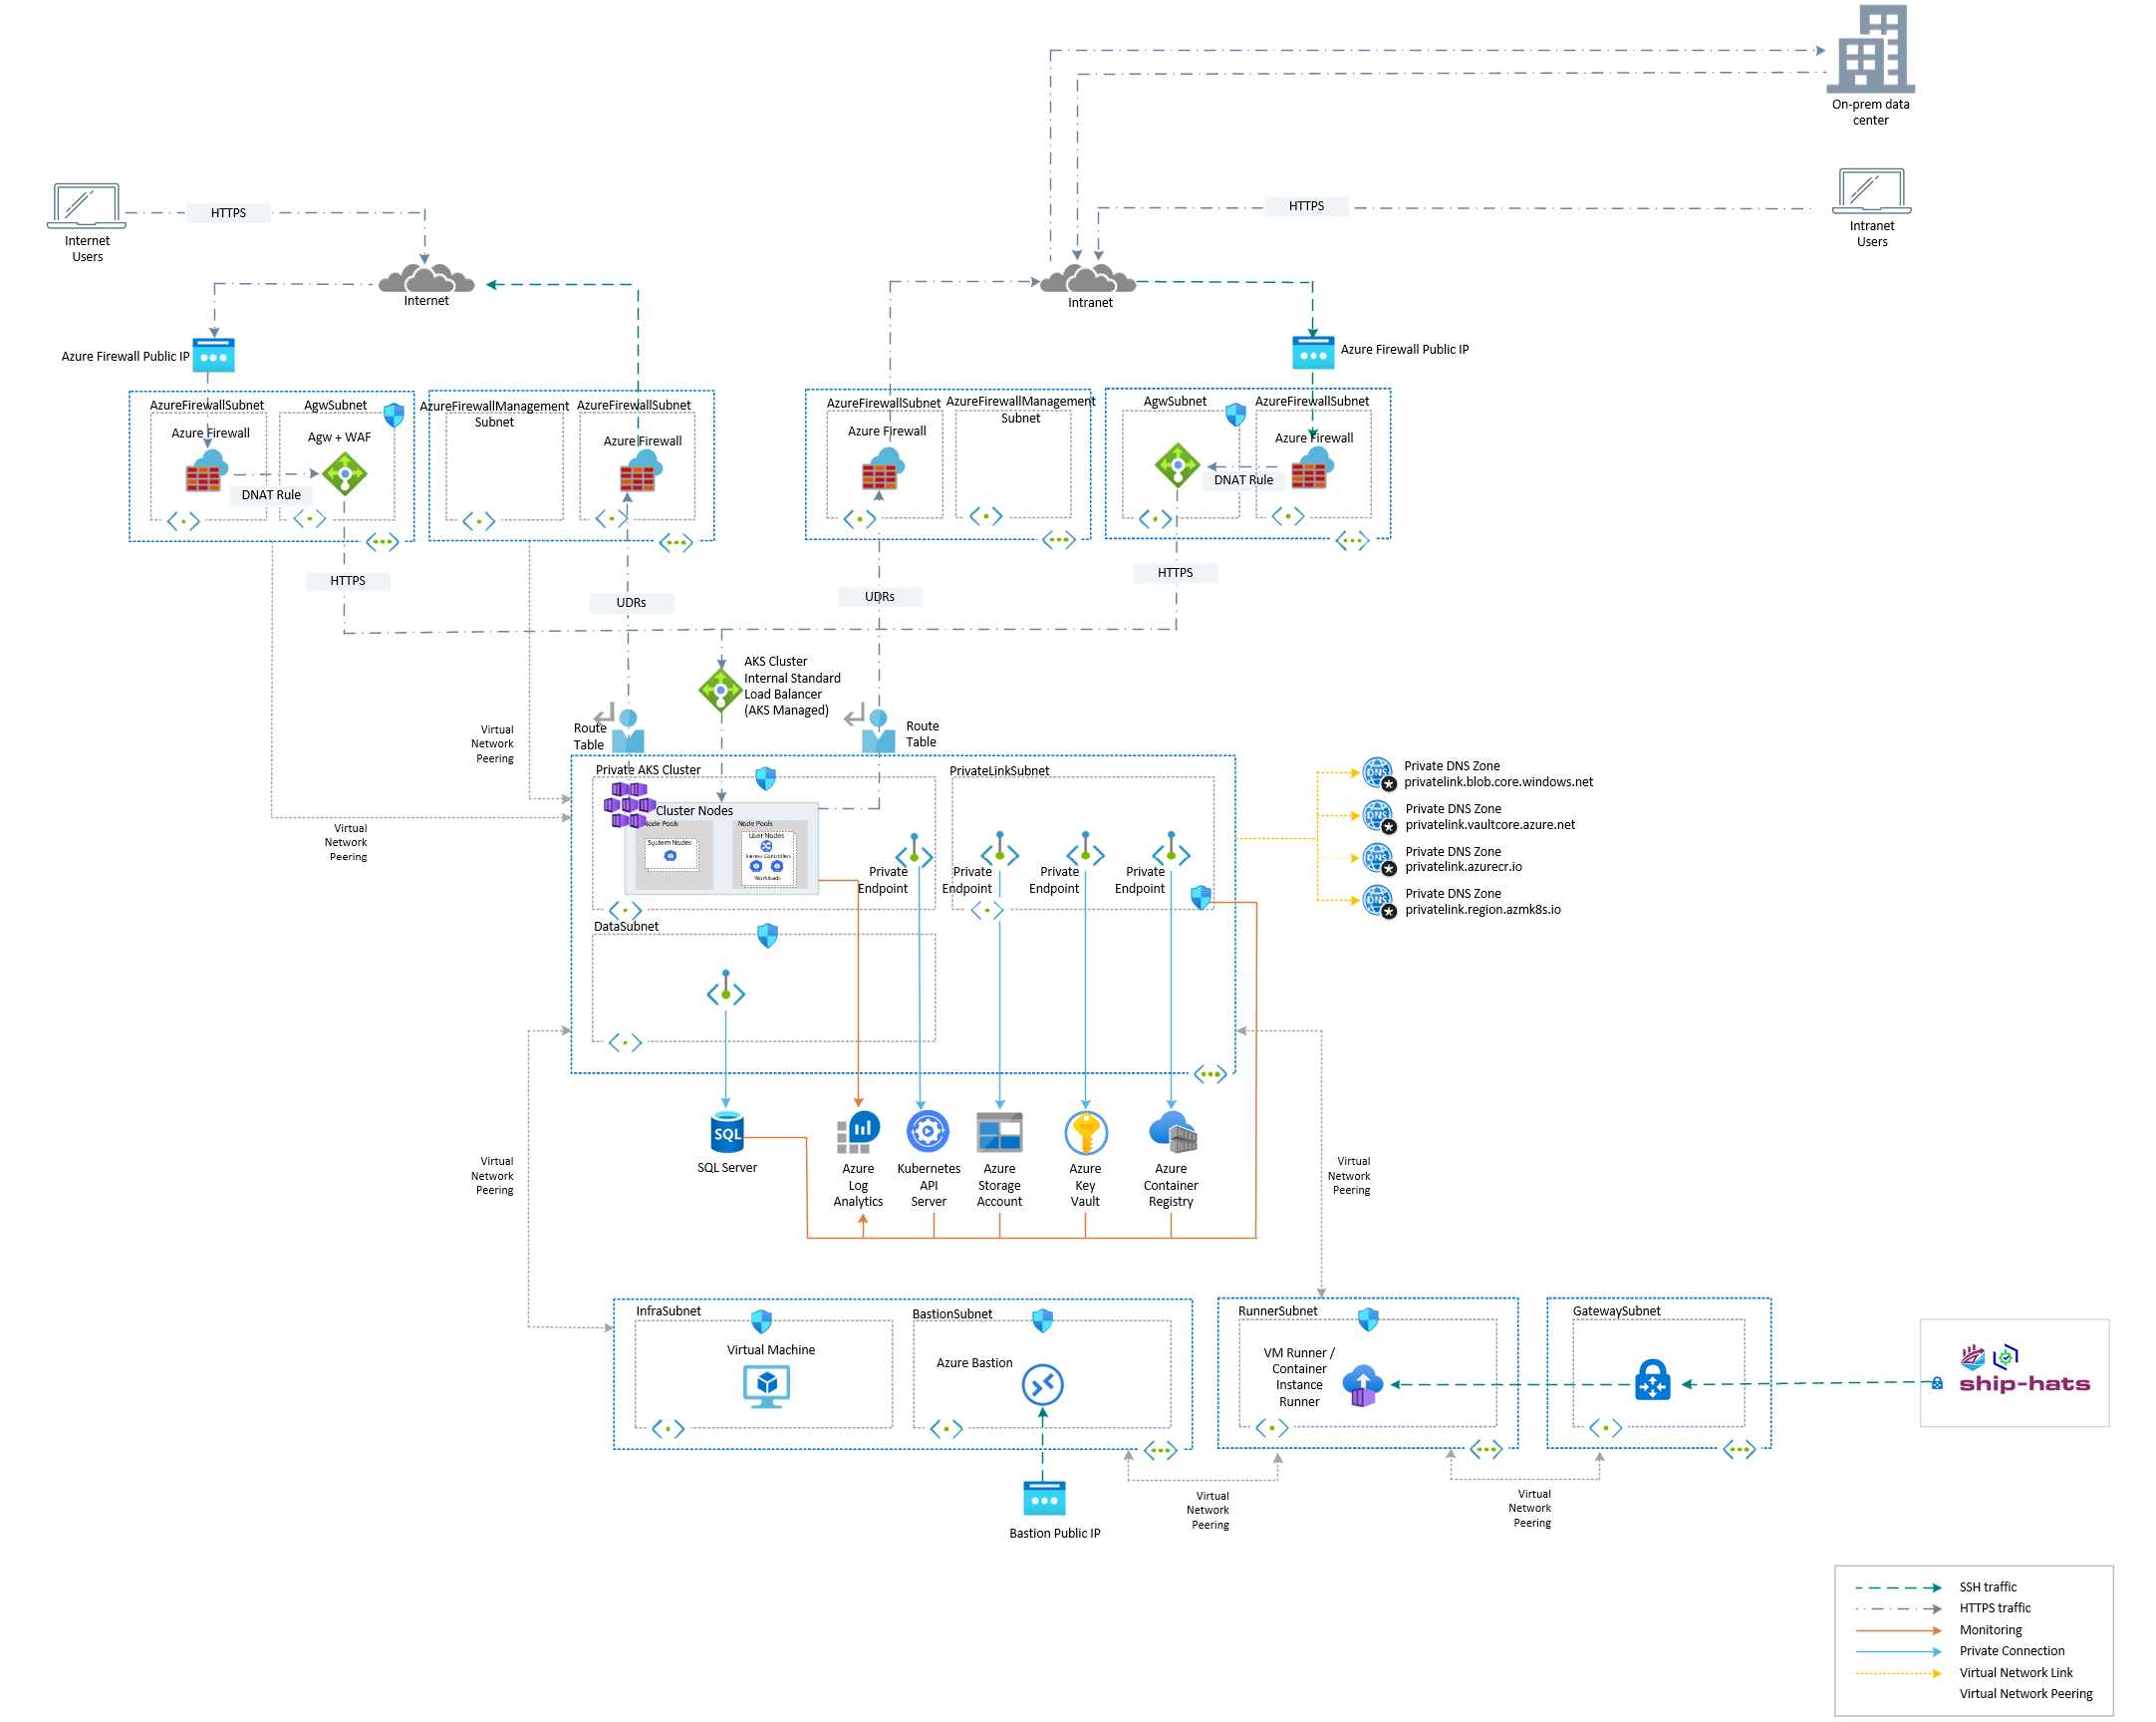 On-prem data
center
HTTPS
Internet
Users
HTTPS
Intranet
Users
Internet
Intranet
Azure Firewall Public IP
Azure Firewall Public IP
AzureFirewallSubnet
AgwSubnet
Azure Firewall
Agw + WAF
DNAT Rule
AzureFirewallManagement
Subnet
AzureFirewallSubnet
Azure Firewall
AzureFirewallSubnet
Azure Firewall
AzureFirewallManagement
Subnet
AgwSubnet
AzureFirewallSubnet
Azure Firewall
DNAT Rule
HTTPS
UDRs
UDRs
HTTPS
AKS Cluster
Internal Standard
Load Balancer
(AKS Managed)
Virtual
Network
Peering
Route
Table
Route
Table
Virtual
Network
Peering
Private AKS Cluster
Cluster Nodes
Node Pools
System Nodes
Node Pools
User Nodes
Workloads
Private
Endpoint
PrivateLinkSubnet
Private
Endpoint
Private
Endpoint
Private
Endpoint
Private DNS Zone
privatelink.blob.core.windows.net
Private DNS Zone
privatelink.vaultcore.azure.net
Private DNS Zone
privatelink.azurecr.io
Private DNS Zone
privatelink.region.azmk8s.io
DNS
DNS
DNS
DNS
DataSubnet
SQL
SQL Server
Azure
Log
Analytics
Kubernetes
API
Server
Azure
Storage
Account
Azure
Key
Vault
Azure
Container
Registry
Virtual
Network
Peering
Virtual
Network
Peering
InfraSubnet
Virtual Machine
BastionSubnet
Azure Bastion
RunnerSubnet
VM Runner /
Container
Instance
Runner
GatewaySubnet
ship-hats
Virtual
Network
Peering
Virtual
Network
Peering
Bastion Public IP
SSH traffic
HTTPS traffic
Monitoring
Private Connection
Virtual Network Link
Virtual Network Peering